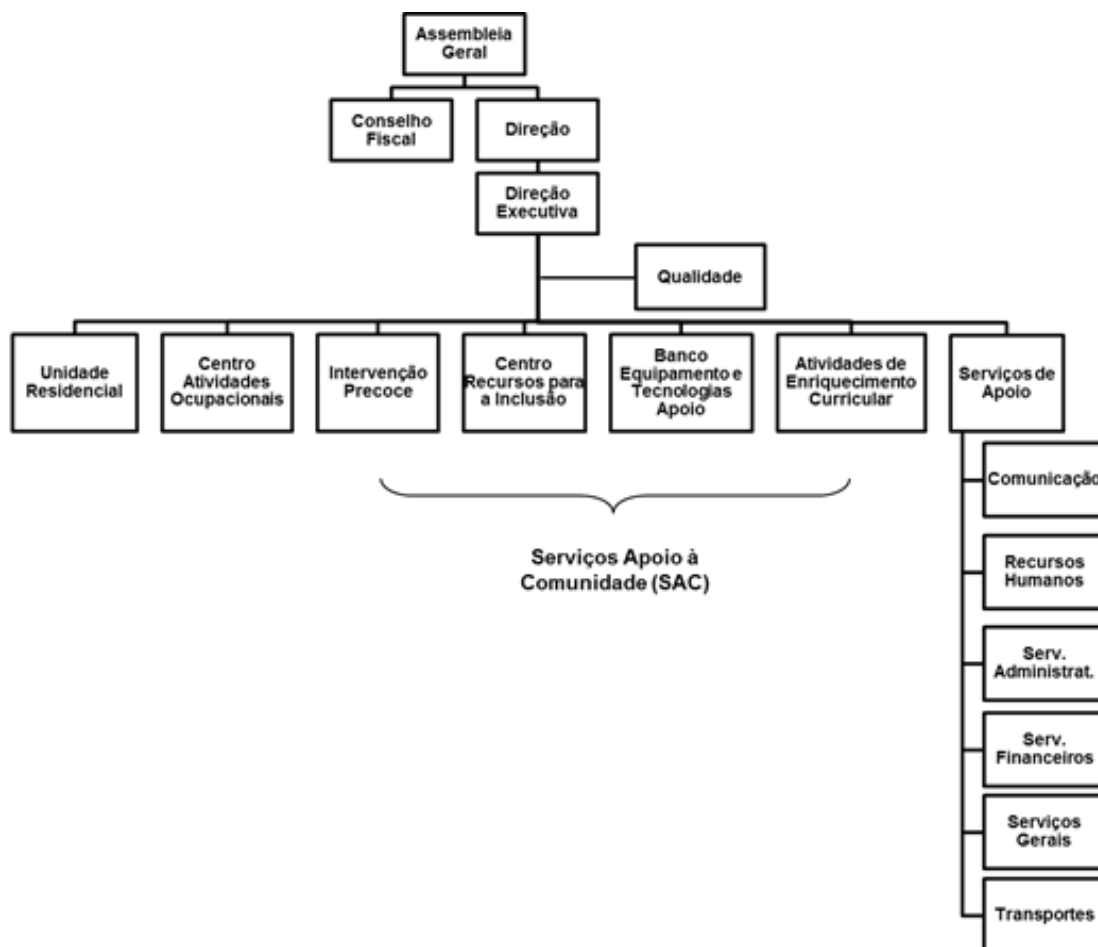 Assembleia
Geral
Conselho
Fiscal
Direção
Direção
Executiva
Qualidade
Unidade
Residencial
Centro
Atividades
Ocupacionais
Intervenção
Precoce
Centro
Recursos para
a Inclusão
Banco
Equipamento e
Tecnologias
Apoio
Atividades de
Enriquecimento
Curricular
Serviços de
Apoio
Comunicação
Serviços Apoio à
Comunidade (SAC)
Recursos
Humanos
Serv.
Administrat.
Serv.
Financeiros
Serviços
Gerais
Transportes